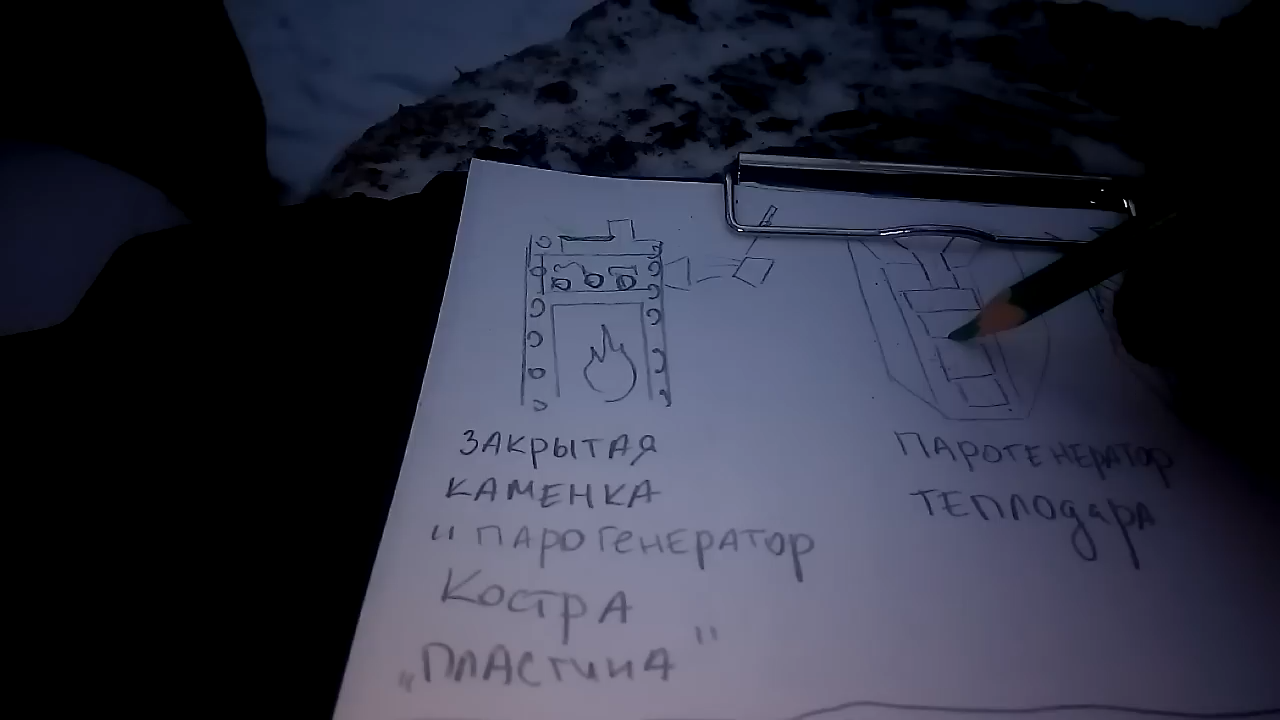 ЗАКРЫТАЯ
КАМЕНКА
"ПАРОГЕНЕРАТОР
КОСТРА
"ПЛАСТИНА"
ПАРОГЕНЕРАТОР
ТЕПЛОДАРА